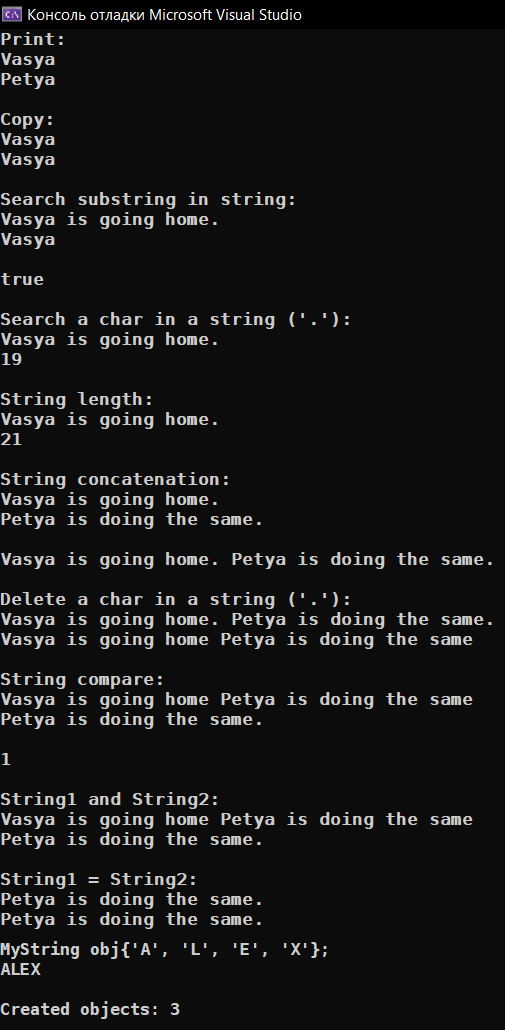 Консоль отладки Microsoft Visual Studio
Print:
Vasya
Petya
Copy:
Vasya
Vasya
Search substring in string:
Vasya is going home.
Vasya
true
Search a char in a string ('.'):
Vasya is going home.
19
String length:
Vasya is going home.
21
String concatenation:
Vasya is going home.
Petya is doing the same.
Vasya is going home. Petya is doing the same.
Delete a char in a string ('.'):
Vasya is going home. Petya is doing the same.
Vasya is going home Petya is doing the same
String compare:
Vasya is going home Petya is doing the same
Petya is doing the same.
1
String1 and String2:
Vasya is going home Petya is doing the same
Petya is doing the same.
String1 = String2:
Petya is doing the same.
Petya is doing the same.
MyString obj{'A', 'L', 'E', 'X'};
ALEX
Created objects: 3